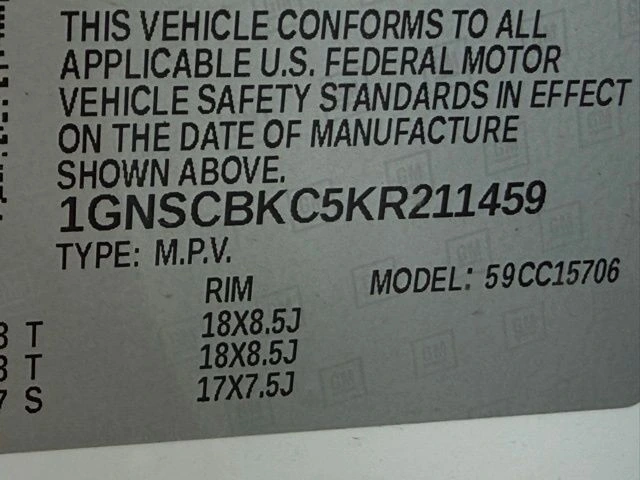 THIS VEHICLE CONFORMS TO ALL
APPLICABLE U.S. FEDERAL MOTOR
VEHICLE SAFETY STANDARDS IN EFFECT
ON THE DATE OF MANUFACTURE
SHOWN ABOVE.
1GNSCBKC5KR211459
TYPE: M.P.V.
RIM MODEL: 59CC15706
T 18X8.5J
T 18X8.5J
S 17X7.5J
GM